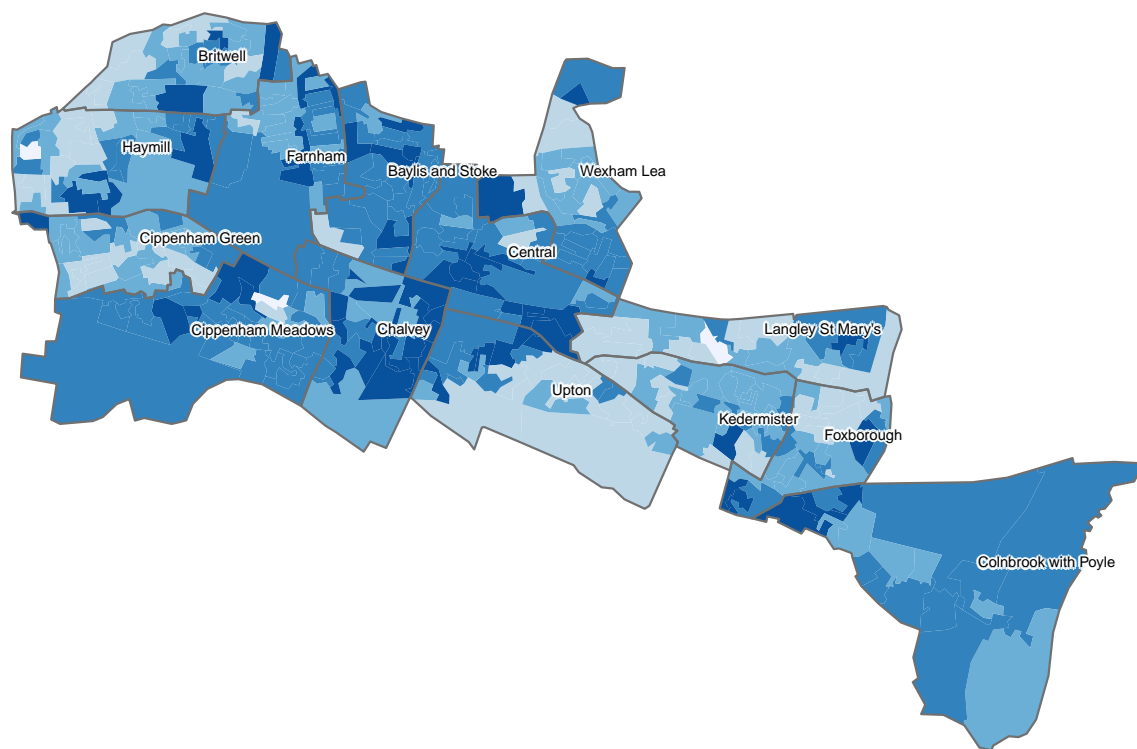 Britwell
Haymill
Farnham
Baylis and Stoke
Wexham Lea
Cippenham Green
Central
Cippenham Meadows
Chalvey
Langley St Mary's
Upton
Kedermister
Foxborough
Colnbrook with Poyle